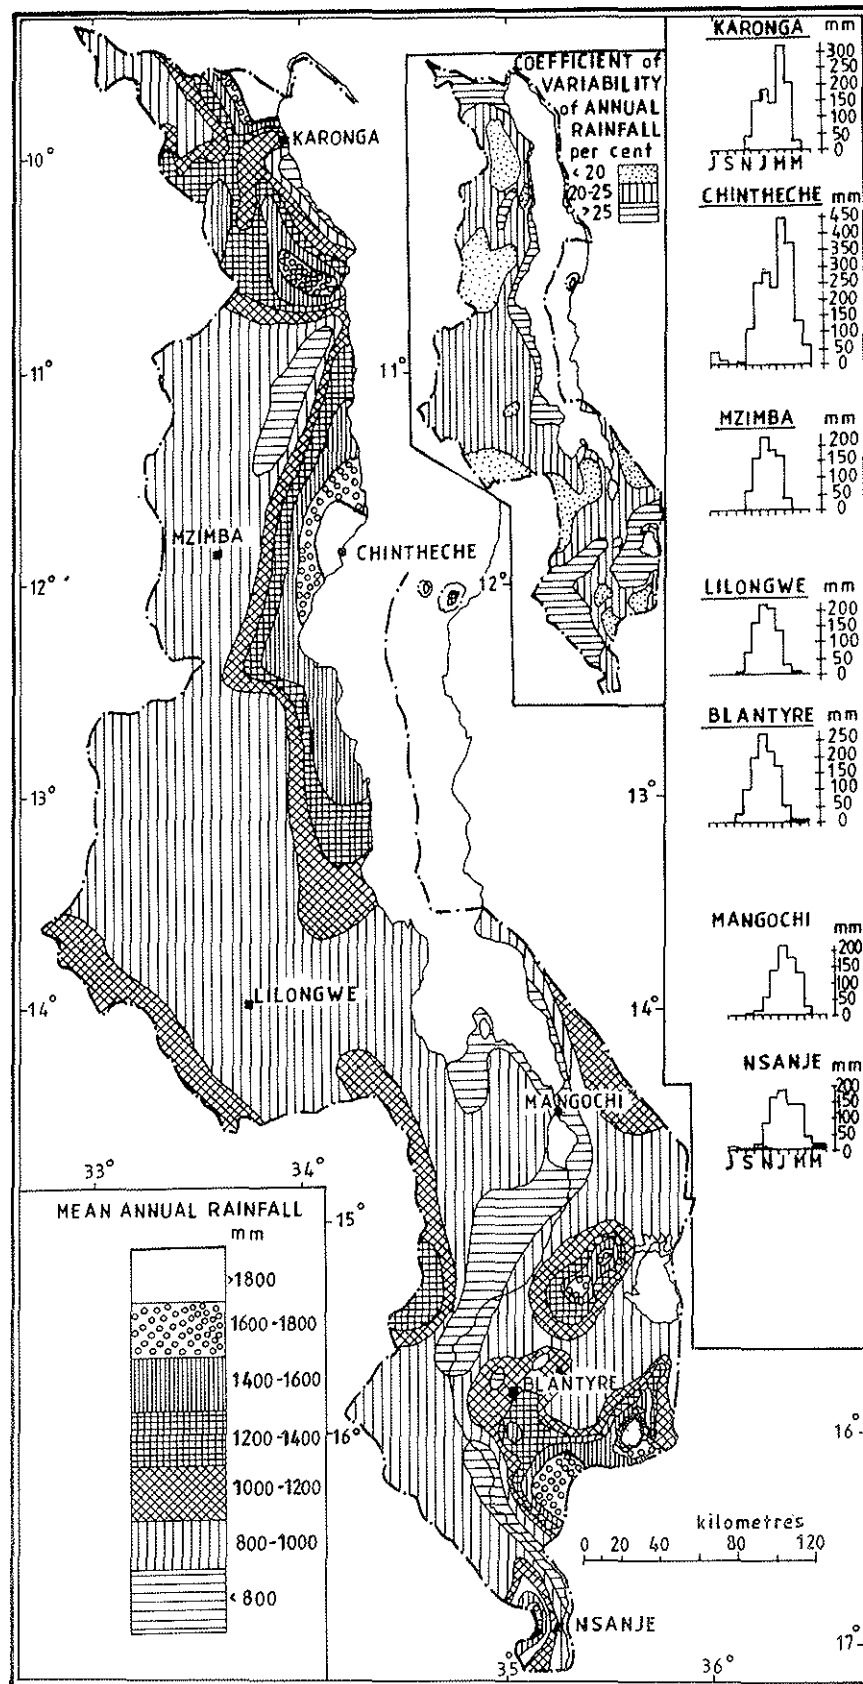 KARONGA
mm
300
250
200
150
100
50
0
J S N J M M
CHINTHECHE
450
400
350
300
250
200
150
100
50
0
MZIMBA
200
150
100
50
0
LILONGWE
200
150
100
50
0
BLANTYRE mm
250
200
150
100
50
0
MANGOCHI
mm
200
150
100
50
0
NSANJE
mm
200
150
100
50
0
J S N J M M
COEFFICIENT of
VARIABILITY
of ANNUAL
RAINFALL
per cent
< 20
20-25
>25
KARONGA
10°
11°
11°
MZIMBA
CHINTHECHE
12°
12°
13°
13°
LILONGWE
14°
14°
MANGOCHI
33°
34°
15°
BLANTYRE
16°
16°
NSANJE
17°
35°
36°
MEAN ANNUAL RAINFALL
mm
>1800
1600-1800
1400-1600
1200-1400
1000-1200
800-1000
< 800
kilometres
0 20 40 80 120